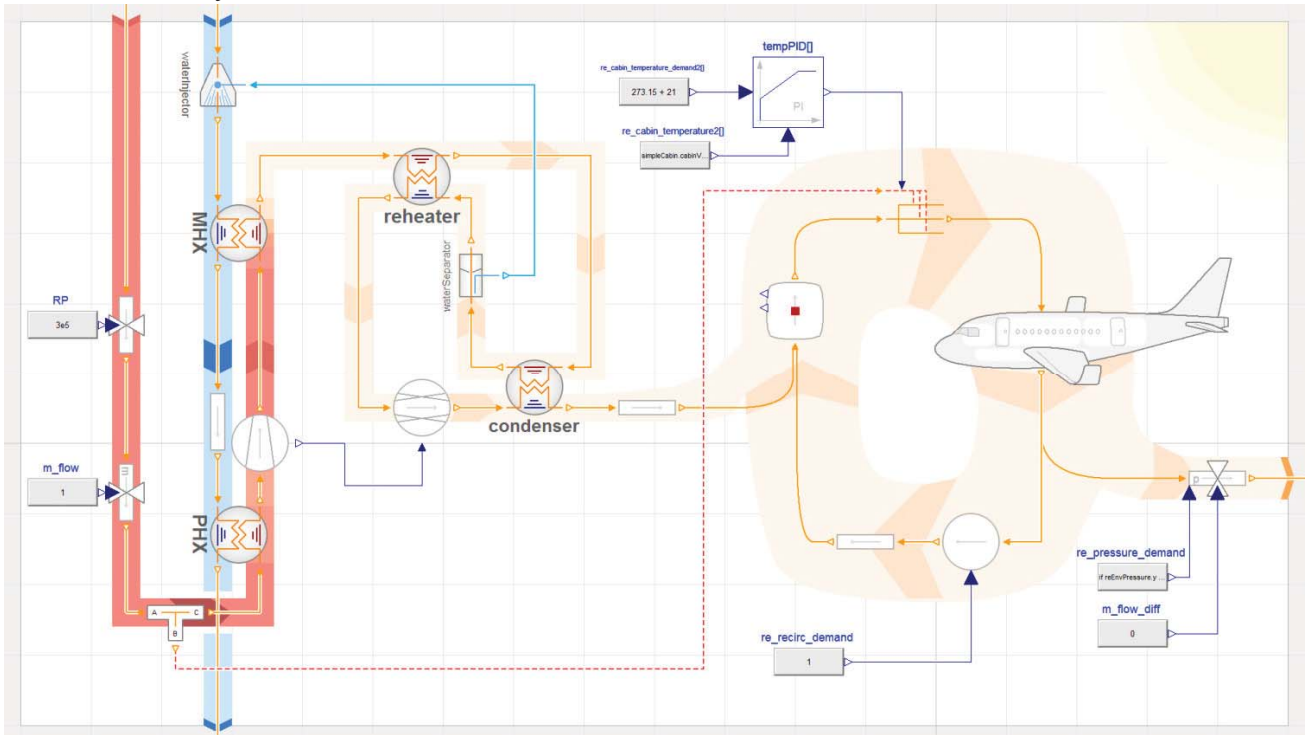 waterInjector
tempPID[]
re_cabin_temperature_demand2[]
273.15 + 21
PI
re_cabin_temperature2[]
simpleCabin.cabinV...
reheater
MHX
waterSeparator
RP
3e5
condenser
m_flow
1
m
PHX
p
re_pressure_demand
if reEnvPressure.y ...
A C
B
m_flow_diff
0
re_recirc_demand
1